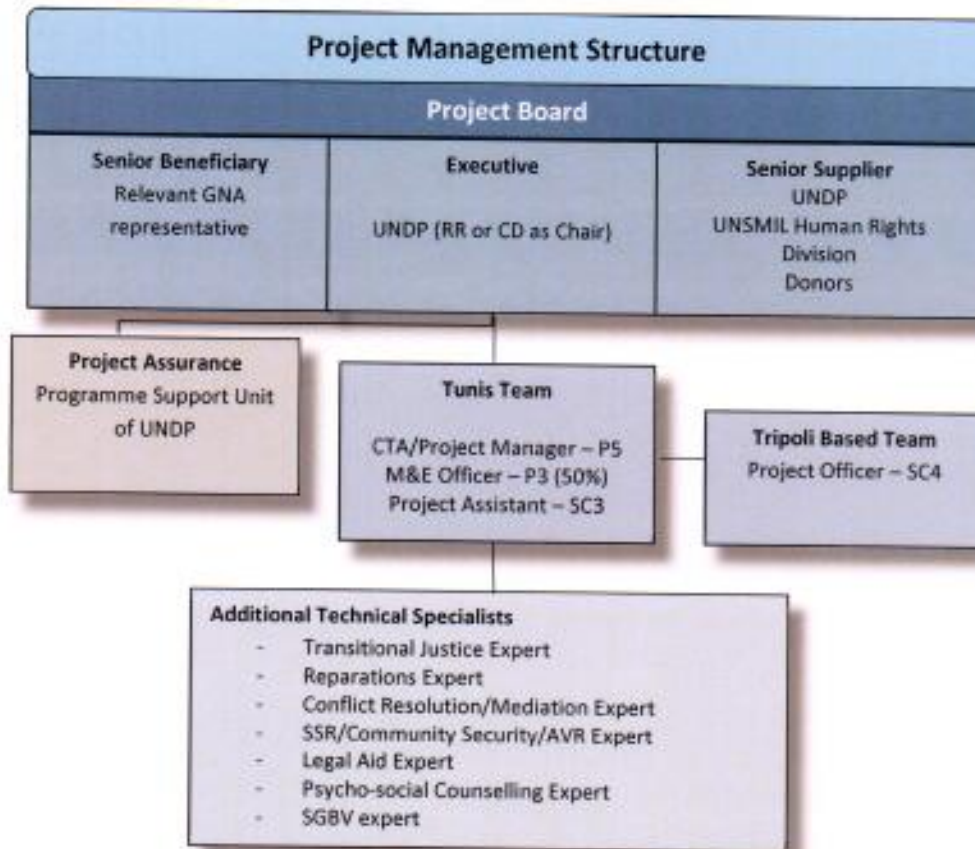 Project Management Structure
Project Board
Senior Beneficiary
Relevant GNA
representative
Executive
UNDP (RR or CD as Chair)
Senior Supplier
UNDP
UNSMIL Human Rights
Division
Donors
Project Assurance
Programme Support Unit
of UNDP
Tunis Team
CTA/Project Manager – P5
M&E Officer – P3 (50%)
Project Assistant – SC3
Tripoli Based Team
Project Officer – SC4
Additional Technical Specialists
- Transitional Justice Expert
- Reparations Expert
- Conflict Resolution/Mediation Expert
- SSR/Community Security/AVR Expert
- Legal Aid Expert
- Psycho-social Counselling Expert
- SGBV expert